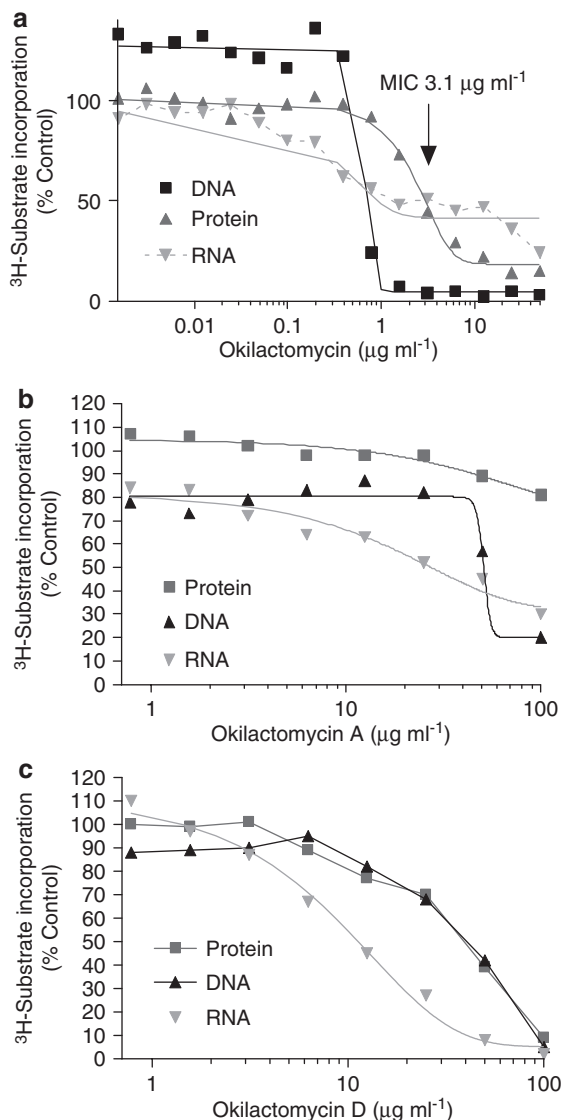 a
³H-Substrate incorporation
(% Control)
100
50
0
MIC 3.1 μg ml⁻¹
DNA
Protein
RNA
0.01
0.1
1
10
Okilactomycin (μg ml⁻¹)
b
³H-Substrate incorporation
(% Control)
120
110
100
90
80
70
60
50
40
30
20
10
0
Protein
DNA
RNA
1
10
100
Okilactomycin A (μg ml⁻¹)
c
³H-Substrate incorporation
(% Control)
120
110
100
90
80
70
60
50
40
30
20
10
0
Protein
DNA
RNA
1
10
100
Okilactomycin D (μg ml⁻¹)